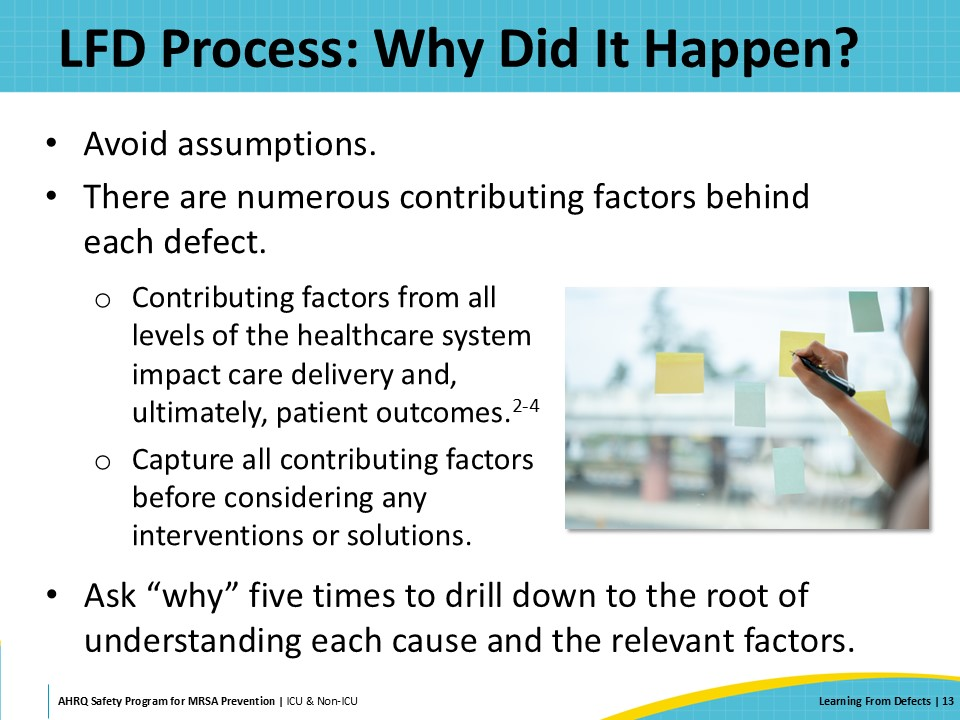 LFD Process: Why Did It Happen?
• Avoid assumptions.
• There are numerous contributing factors behind
each defect.
o Contributing factors from all
levels of the healthcare system
impact care delivery and,
ultimately, patient outcomes.2-4
o Capture all contributing factors
before considering any
interventions or solutions.
• Ask “why” five times to drill down to the root of
understanding each cause and the relevant factors.
AHRQ Safety Program for MRSA Prevention | ICU & Non-ICU
Learning From Defects | 13